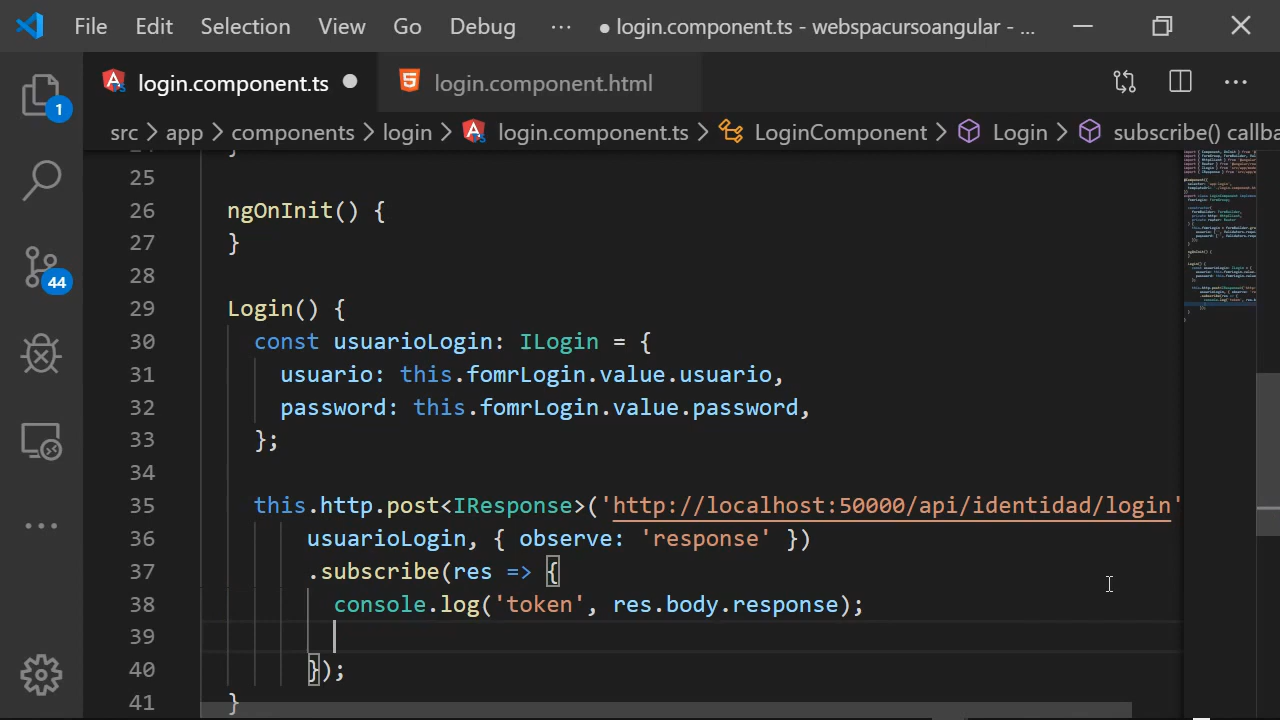 File Edit Selection View Go Debug ··· ● login.component.ts - webspacursoangular - ...
login.component.ts ● login.component.html ···
src > app > components > login > login.component.ts > LoginComponent > Login > subscribe() callba
1
25
26 ngOnInit() {
27 }
28
29 Login() {
44
30 const usuarioLogin: ILogin = {
31 usuario: this.fomrLogin.value.usuario,
32 password: this.fomrLogin.value.password,
33 };
34
35 this.http.post<IResponse>('http://localhost:50000/api/identidad/login'
36 usuarioLogin, { observe: 'response' })
37 .subscribe(res => {
38 console.log('token', res.body.response);
39
40 });
41 }